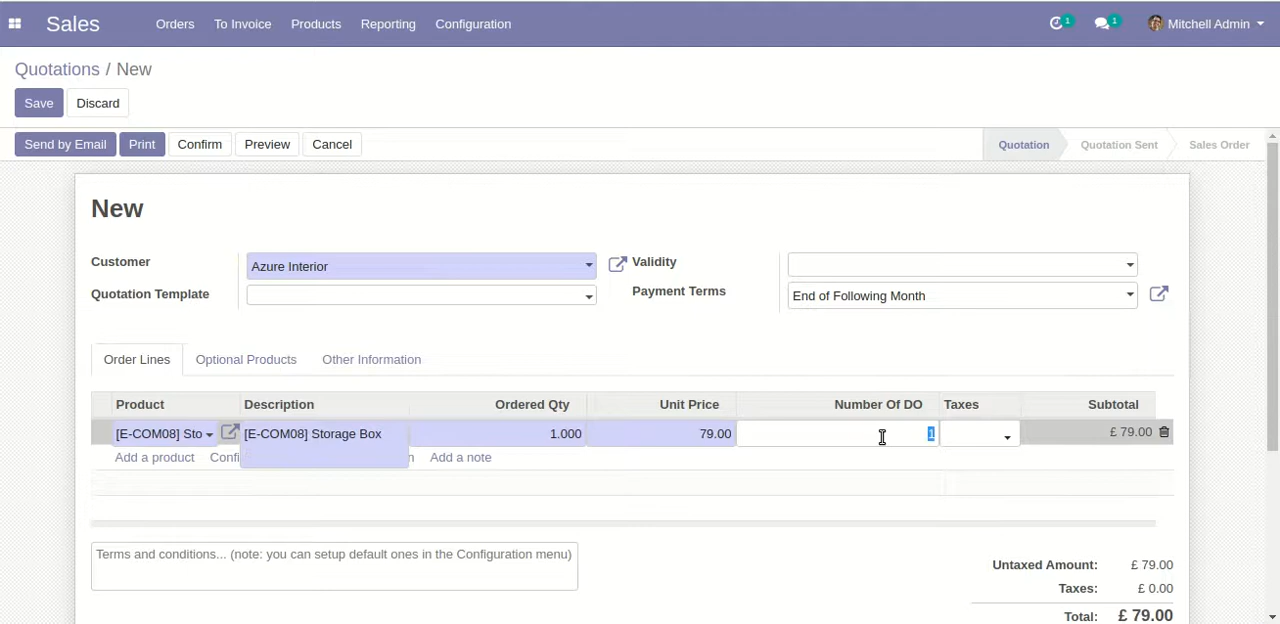 Sales Orders To Invoice Products Reporting Configuration 1 1 Mitchell Admin
Quotations / New
Save Discard
Send by Email Print Confirm Preview Cancel Quotation Quotation Sent Sales Order
New
Customer Azure Interior Validity
Quotation Template Payment Terms End of Following Month
Order Lines Optional Products Other Information
Product Description Ordered Qty Unit Price Number Of DO Taxes Subtotal
[E-COM08] Sto [E-COM08] Storage Box 1.000 79.00 1 £ 79.00
Add a product Confi n Add a note
Terms and conditions... (note: you can setup default ones in the Configuration menu)
Untaxed Amount: £ 79.00
Taxes: £ 0.00
Total: £ 79.00